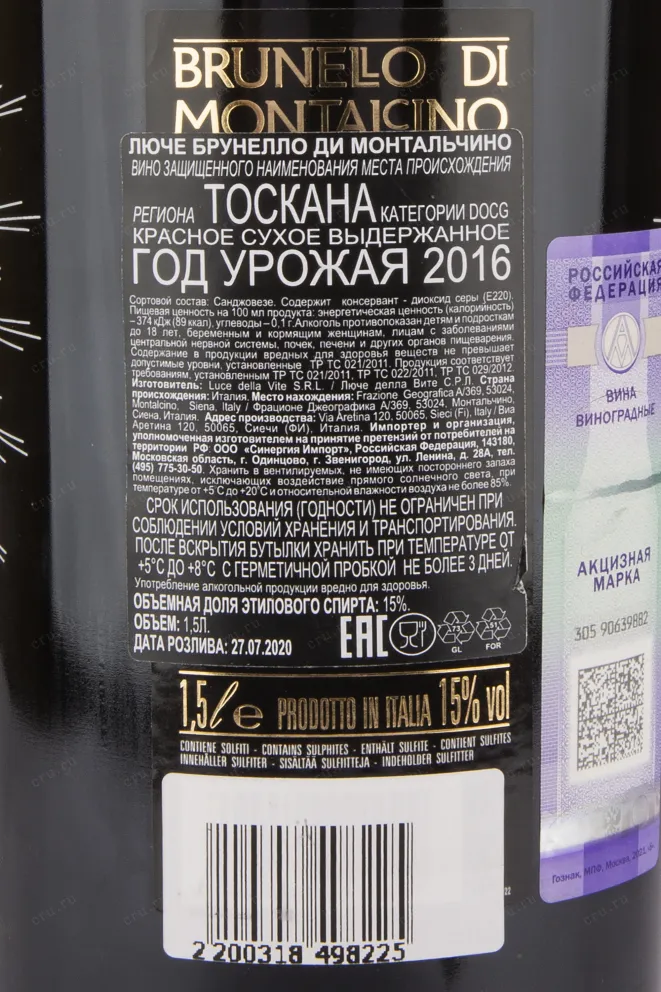 BRUNELLO DI
MONTALCINO
ЛЮЧЕ БРУНЕЛЛО ДИ МОНТАЛЬЧИНО
ВИНО ЗАЩИЩЕННОГО НАИМЕНОВАНИЯ МЕСТА ПРОИСХОЖДЕНИЯ
РЕГИОНА ТОСКАНА КАТЕГОРИИ DOCG
КРАСНОЕ СУХОЕ ВЫДЕРЖАННОЕ
ГОД УРОЖАЯ 2016
Сортовой состав: Санджовезе. Содержит консервант - диоксид серы (Е220).
Пищевая ценность на 100 мл продукта: энергетическая ценность (калорийность)
– 374 кДж (89 ккал), углеводы – 0,1 г. Алкоголь противопоказан детям и подросткам
до 18 лет, беременным и кормящим женщинам, лицам с заболеваниями
центральной нервной системы, почек, печени и других органов пищеварения.
Содержание в продукции вредных для здоровья веществ не превышает
допустимые уровни, установленные ТР ТС 021/2011. Продукция соответствует
требованиям, установленным ТР ТС 021/2011, ТР ТС 022/2011, ТР ТС 029/2012.
Изготовитель: Luce della Vite S.R.L. / Люче делла Вите С.Р.Л. Страна
происхождения: Италия. Место нахождения: Frazione Geografica A/369, 53024,
Montalcino, Siena, Italy / Фрационе Джеографика А/369, 53024, Монтальчино,
Сиена, Италия. Адрес производства: Via Aretina 120, 50065, Sieci (Fi), Italy / Виа
Аретина 120, 50065, Сиечи (ФИ), Италия. Импортер и организация,
уполномоченная изготовителем на принятие претензий от потребителей на
территории РФ ООО «Синергия Импорт», Российская Федерация, 143180,
Московская область, г. Одинцово, г. Звенигород, ул. Ленина, д. 28А, тел.
(495) 775-30-50. Хранить в вентилируемых, не имеющих постороннего запаха
помещениях, исключающих воздействие прямого солнечного света, при
температуре от +5 С до +20°С и относительной влажности воздуха не более 85%.
СРОК ИСПОЛЬЗОВАНИЯ (ГОДНОСТИ) НЕ ОГРАНИЧЕН ПРИ
СОБЛЮДЕНИИ УСЛОВИЙ ХРАНЕНИЯ И ТРАНСПОРТИРОВАНИЯ.
ПОСЛЕ ВСКРЫТИЯ БУТЫЛКИ ХРАНИТЬ ПРИ ТЕМПЕРАТУРЕ ОТ
+5°С ДО +8°С С ГЕРМЕТИЧНОЙ ПРОБКОЙ НЕ БОЛЕЕ 3 ДНЕЙ.
Употребление алкогольной продукции вредно для здоровья.
ОБЪЕМНАЯ ДОЛЯ ЭТИЛОВОГО СПИРТА: 15%.
ОБЪЕМ: 1,5Л.
ДАТА РОЗЛИВА: 27.07.2020
EAC
73 51
GL FOR
1,5 l e PRODOTTO IN ITALIA 15% vol
CONTIENE SOLFITI - CONTAINS SULPHITES - ENTHÄLT SULFITE - CONTIENT SULFITES
INNEHÅLLER SULFITER - SISÄLTÄÄ SULFIITTEJA - INDEHOLDER SULFITTER
22
2 200318 498225
РОССИЙСКАЯ
ФЕДЕРАЦИЯ
ВИНА
ВИНОГРАДНЫЕ
АКЦИЗНАЯ
МАРКА
305 90639882
Гознак, МПФ, Москва, 2021, «Б».